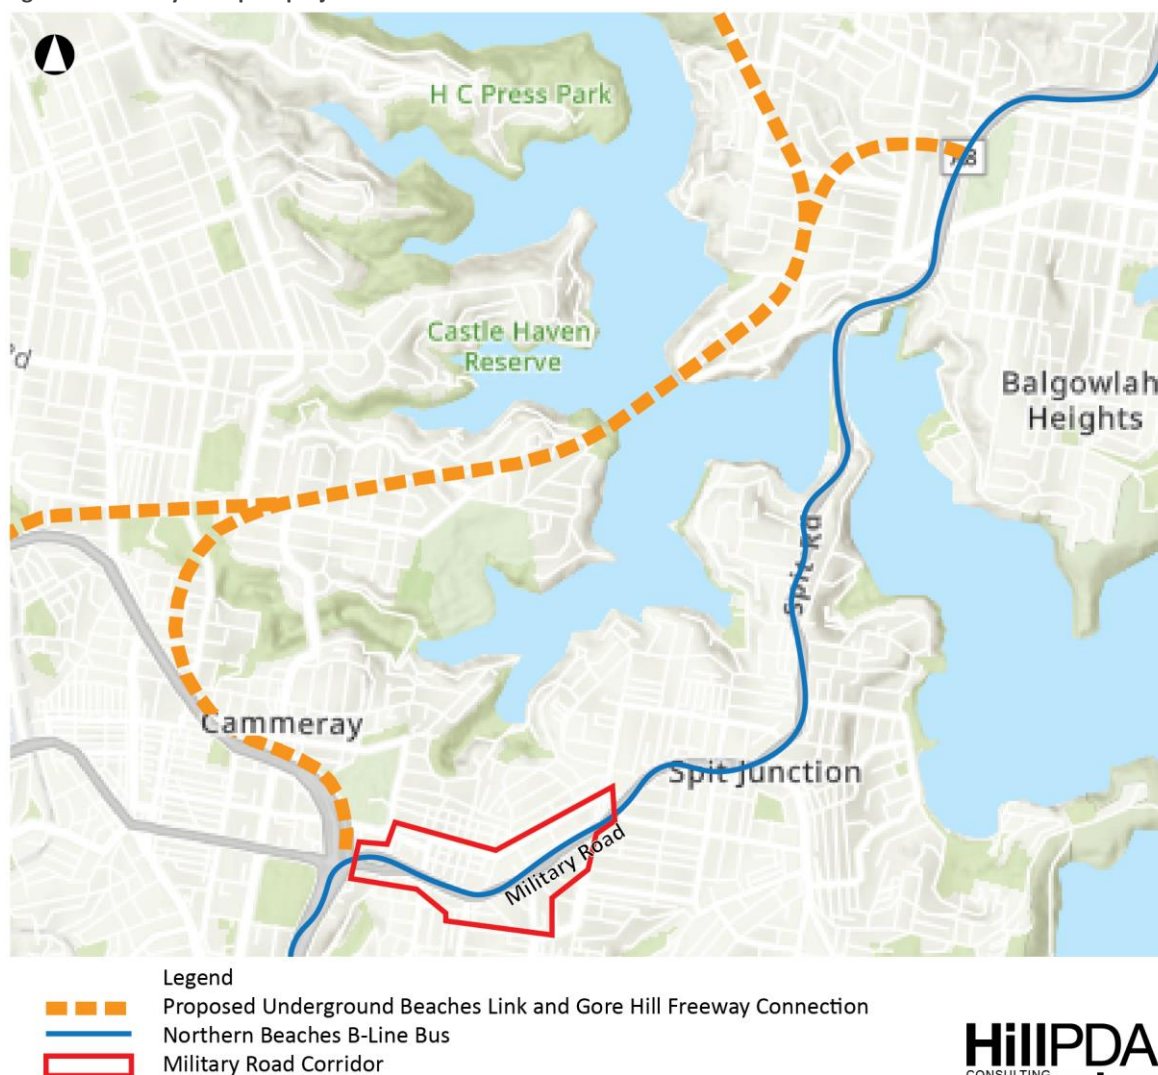 H C Press Park
A8
Castle Haven
Reserve
Balgowlah
Heights
Spit Rd
Cammeray
Spit Junction
Military Road
Legend
Proposed Underground Beaches Link and Gore Hill Freeway Connection
Northern Beaches B-Line Bus
Military Road Corridor
HillPDA
CONSULTING